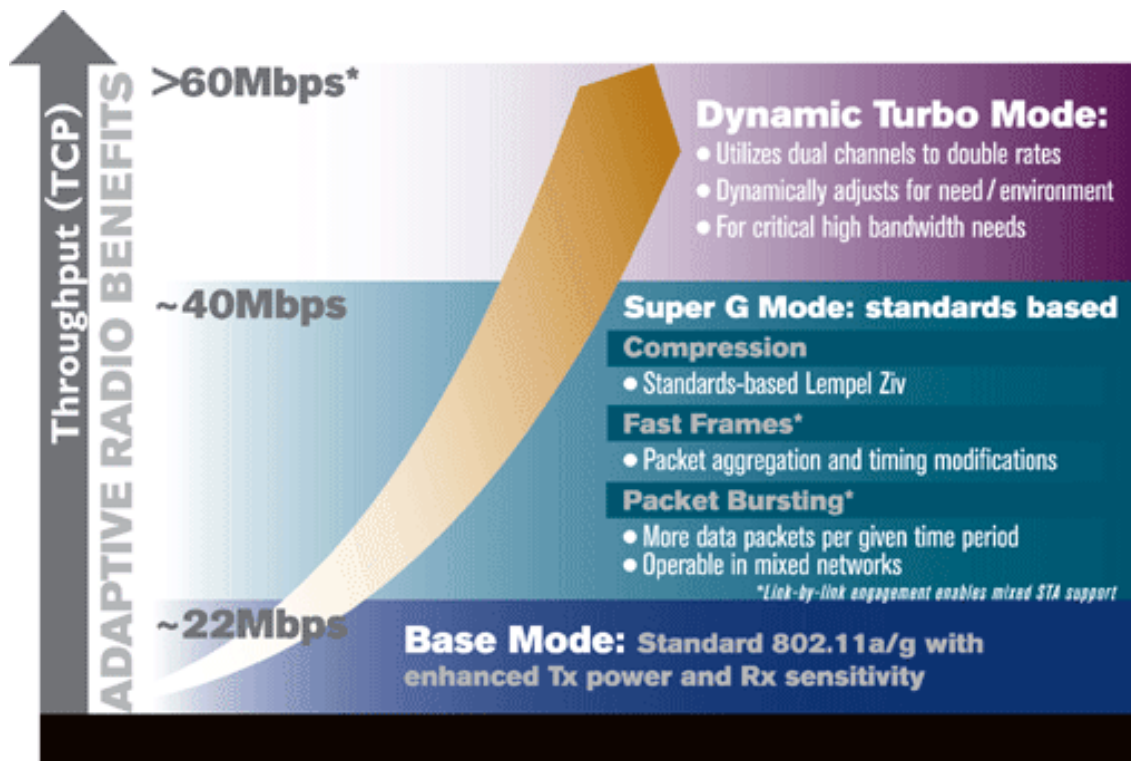 Throughput (TCP)
ADAPTIVE RADIO BENEFITS
>60Mbps*
Dynamic Turbo Mode:
• Utilizes dual channels to double rates
• Dynamically adjusts for need/environment
• For critical high bandwidth needs
~40Mbps
Super G Mode: standards based
Compression
• Standards-based Lempel Ziv
Fast Frames*
• Packet aggregation and timing modifications
Packet Bursting*
• More data packets per given time period
• Operable in mixed networks
*Link-by-link engagement enables mixed STA support
~22Mbps
Base Mode: Standard 802.11a/g with
enhanced Tx power and Rx sensitivity